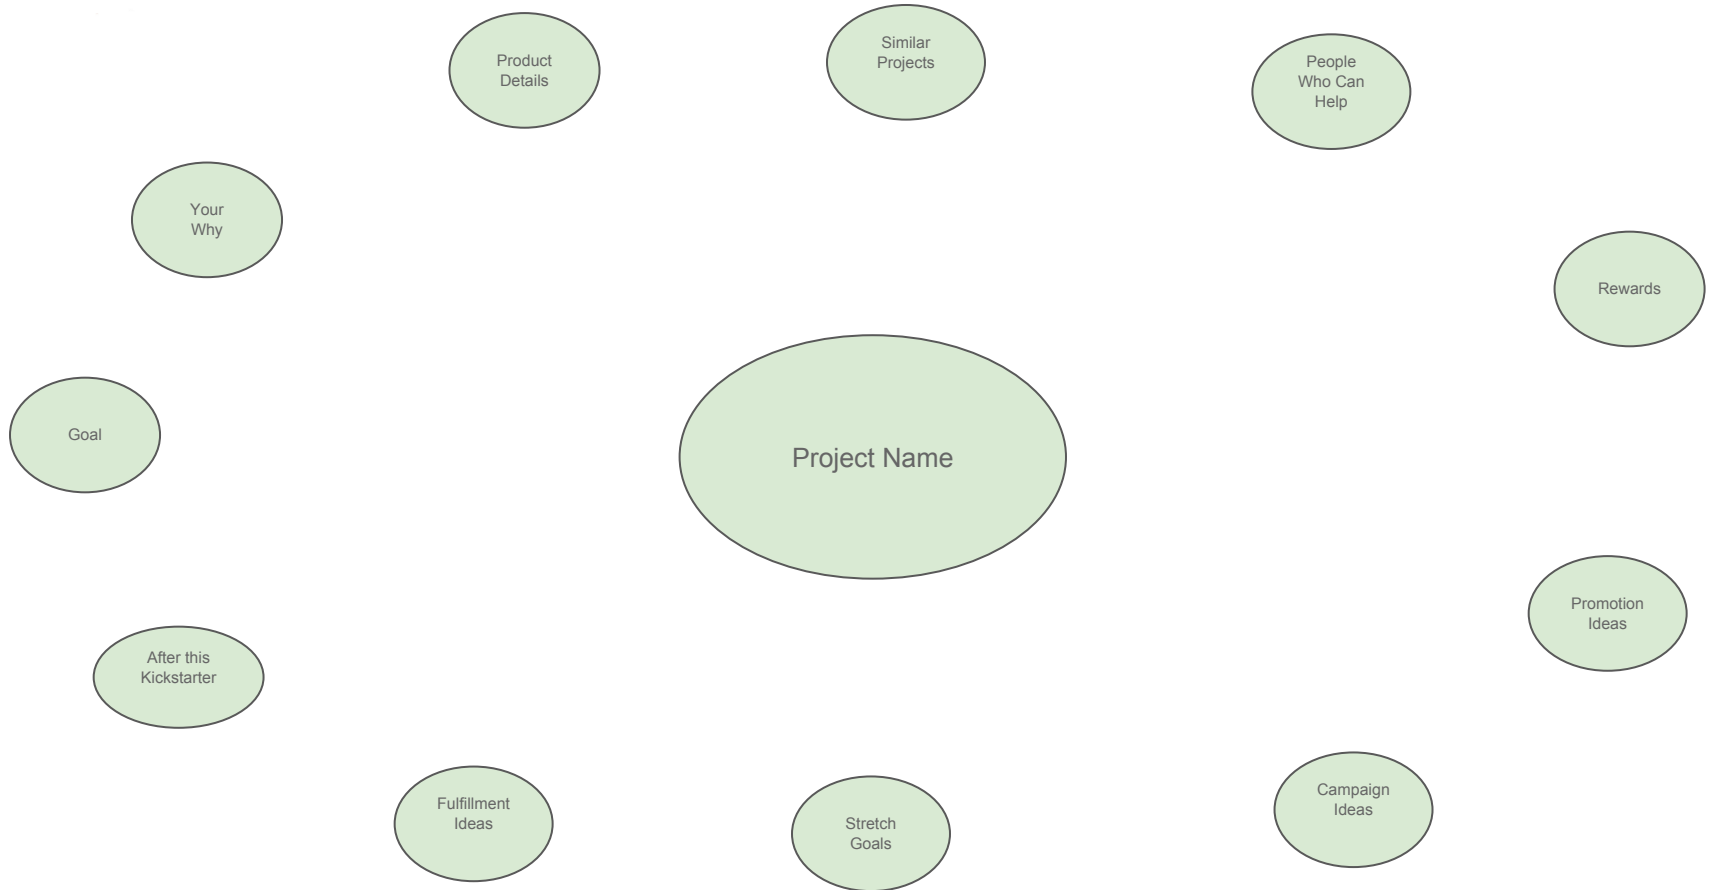 Product
Details
Similar
Projects
People
Who Can
Help
Your
Why
Rewards
Goal
Project Name
Promotion
Ideas
After this
Kickstarter
Fulfillment
Ideas
Stretch
Goals
Campaign
Ideas